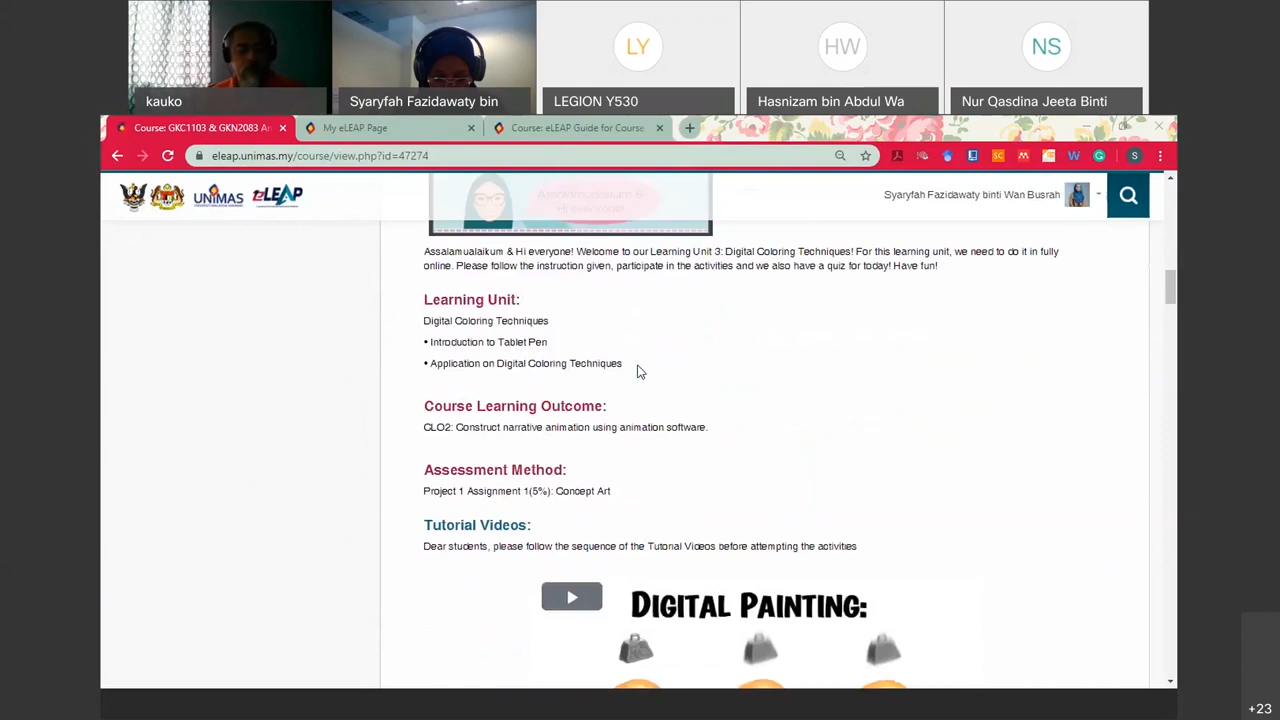 LY
HW
NS
kauko
Syaryfah Fazidawaty bin
LEGION Y530
Hasnizam bin Abdul Wa
Nur Qasdina Jeeta Binti
Course: GKC1103 & GKN2083 An
My eLEAP Page
Course: eLEAP Guide for Course
eleap.unimas.my/course/view.php?id=47274
UNIMAS
eLEAP
Syaryfah Fazidawaty binti Wan Busrah
Assalamualaikum &
Hi everyone!
Assalamualaikum & Hi everyone! Welcome to our Learning Unit 3: Digital Coloring Techniques! For this learning unit, we need to do it in fully
online. Please follow the instruction given, participate in the activities and we also have a quiz for today! Have fun!
Learning Unit:
Digital Coloring Techniques
• Introduction to Tablet Pen
• Application on Digital Coloring Techniques
Course Learning Outcome:
CLO2: Construct narrative animation using animation software.
Assessment Method:
Project 1 Assignment 1(5%): Concept Art
Tutorial Videos:
Dear students, please follow the sequence of the Tutorial Videos before attempting the activities
DIGITAL PAINTING:
+23